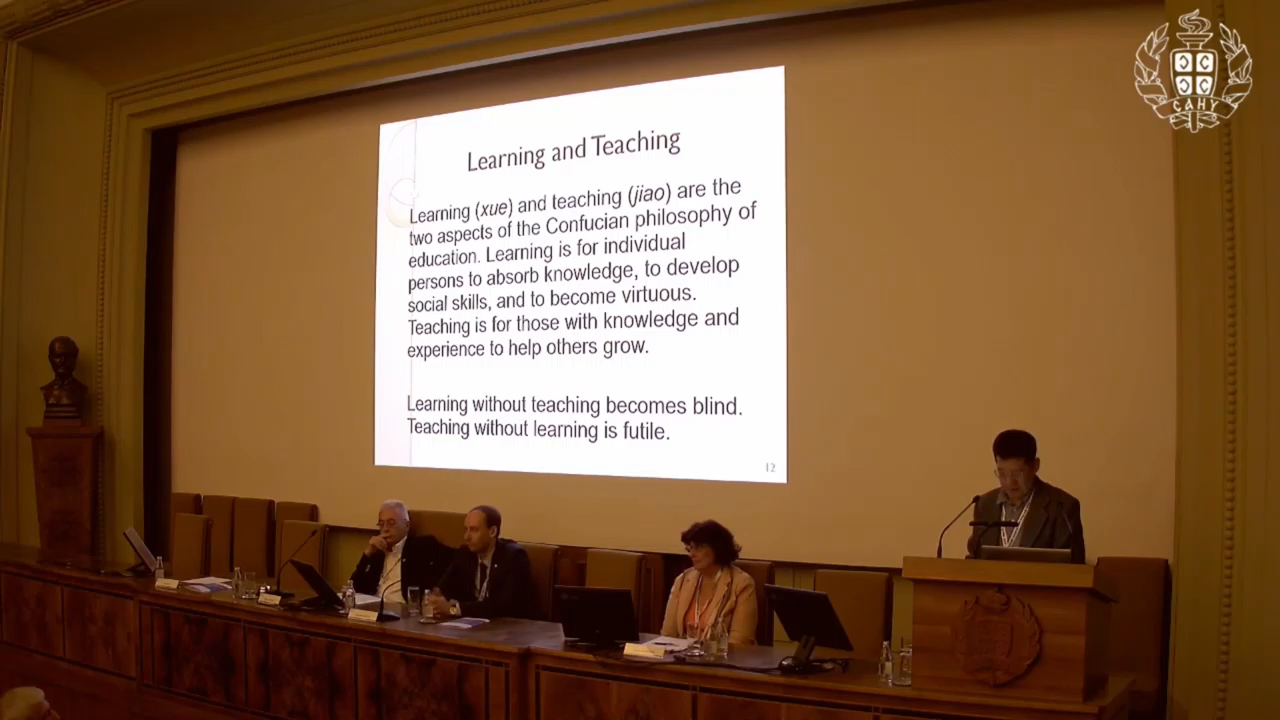 САНУ
Learning and Teaching
Learning (xue) and teaching (jiao) are the
two aspects of the Confucian philosophy of
education. Learning is for individual
persons to absorb knowledge, to develop
social skills, and to become virtuous.
Teaching is for those with knowledge and
experience to help others grow.
Learning without teaching becomes blind.
Teaching without learning is futile.
12